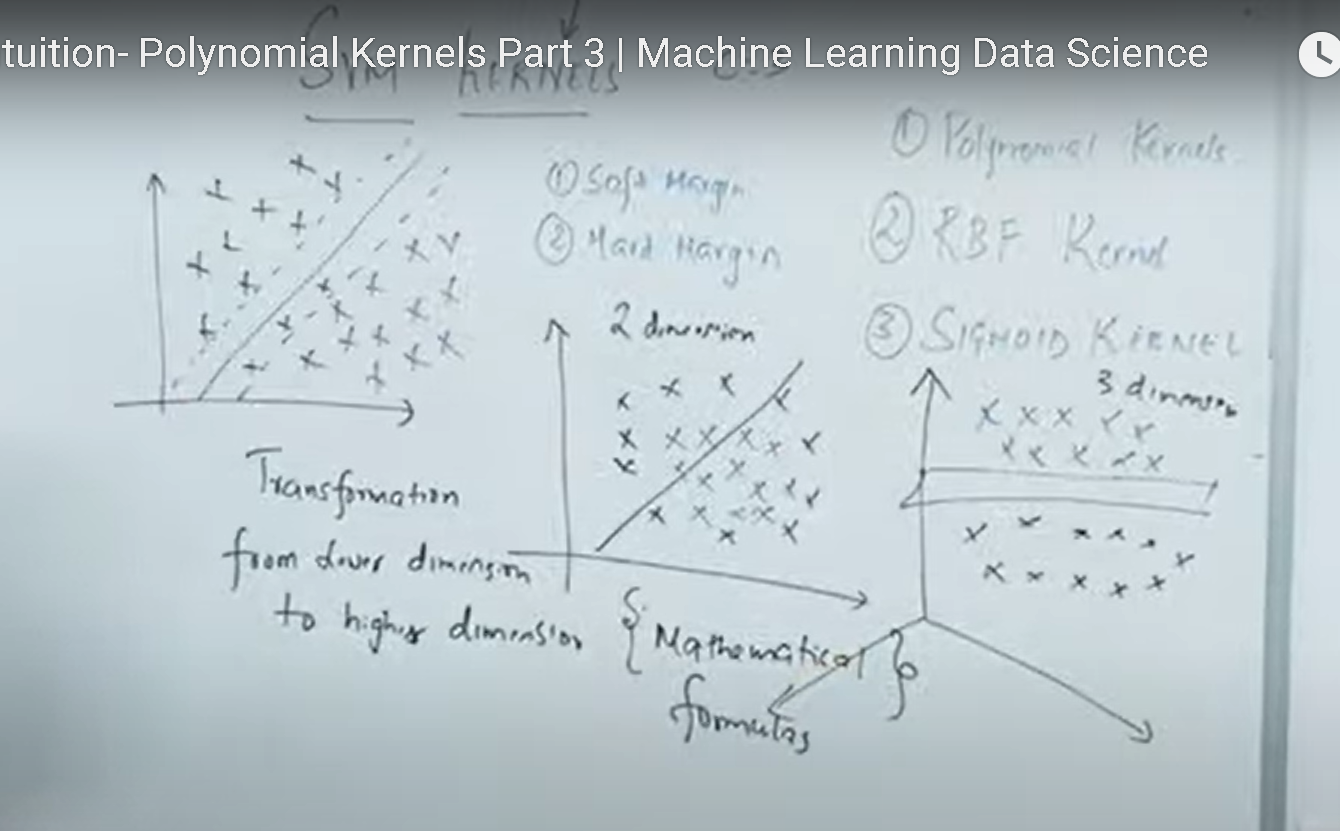 tuition- Polynomial Kernels Part 3 | Machine Learning Data Science
SVM KERNELS
① Polynomial Kernels
① Soft Margin
② Hard Margin
② RBF Kernel
③ SIGMOID KERNEL
2 dimension
3 dimension
Transformation
from lower dimension
to higher dimension
{ Mathematical }
formulas